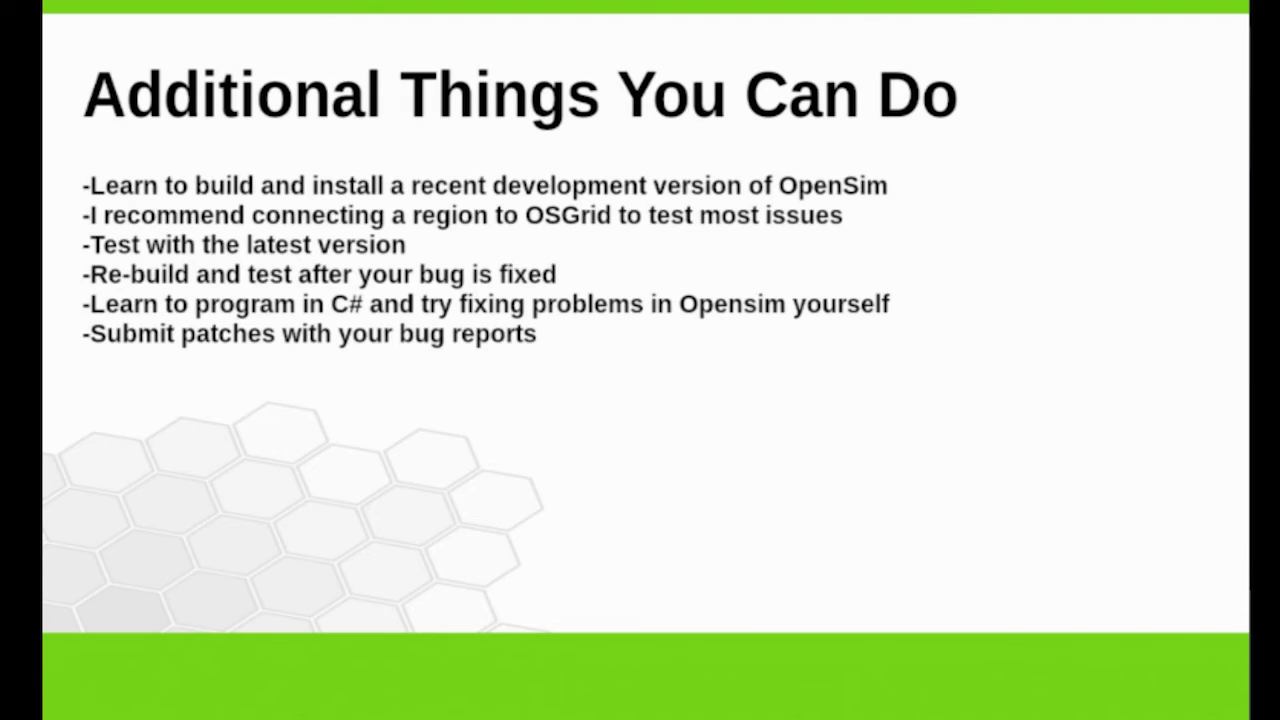 Additional Things You Can Do
-Learn to build and install a recent development version of OpenSim
-I recommend connecting a region to OSGrid to test most issues
-Test with the latest version
-Re-build and test after your bug is fixed
-Learn to program in C# and try fixing problems in Opensim yourself
-Submit patches with your bug reports